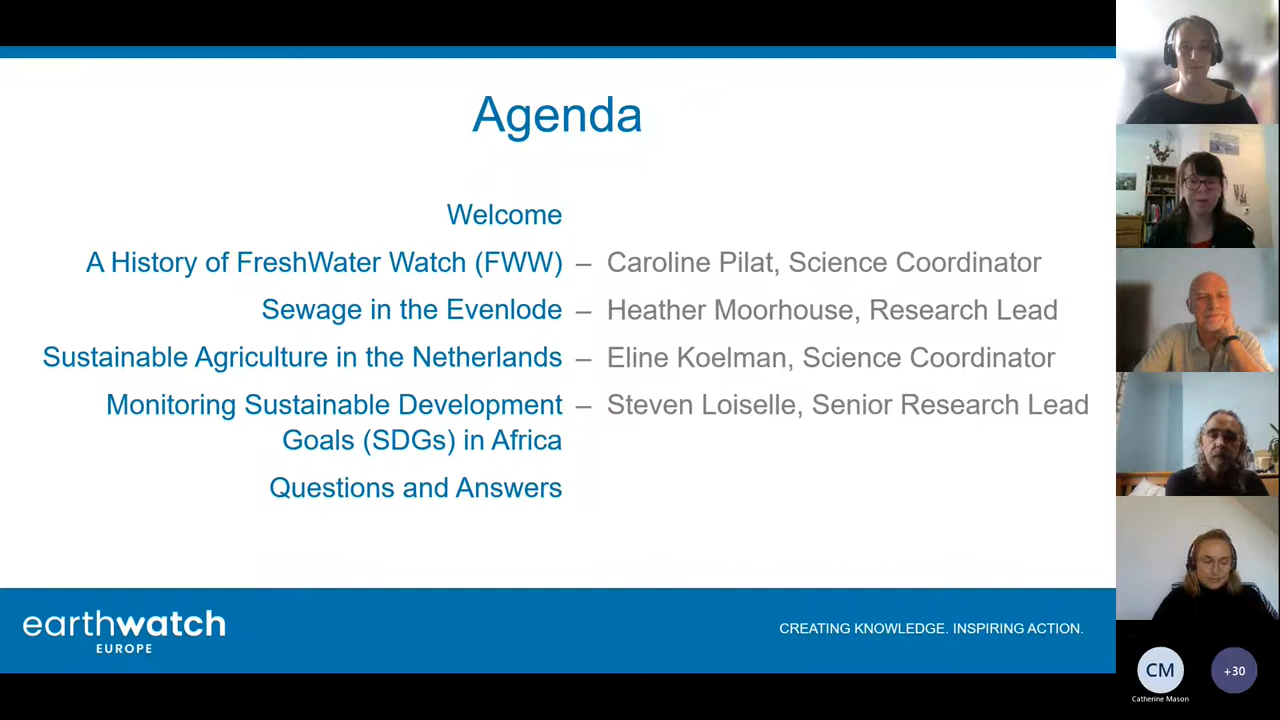 Agenda
Welcome
A History of FreshWater Watch (FWW) – Caroline Pilat, Science Coordinator
Sewage in the Evenlode – Heather Moorhouse, Research Lead
Sustainable Agriculture in the Netherlands – Eline Koelman, Science Coordinator
Monitoring Sustainable Development – Steven Loiselle, Senior Research Lead
Goals (SDGs) in Africa
Questions and Answers
earthwatch
EUROPE
CREATING KNOWLEDGE. INSPIRING ACTION.
CM
+30
Catherine Mason